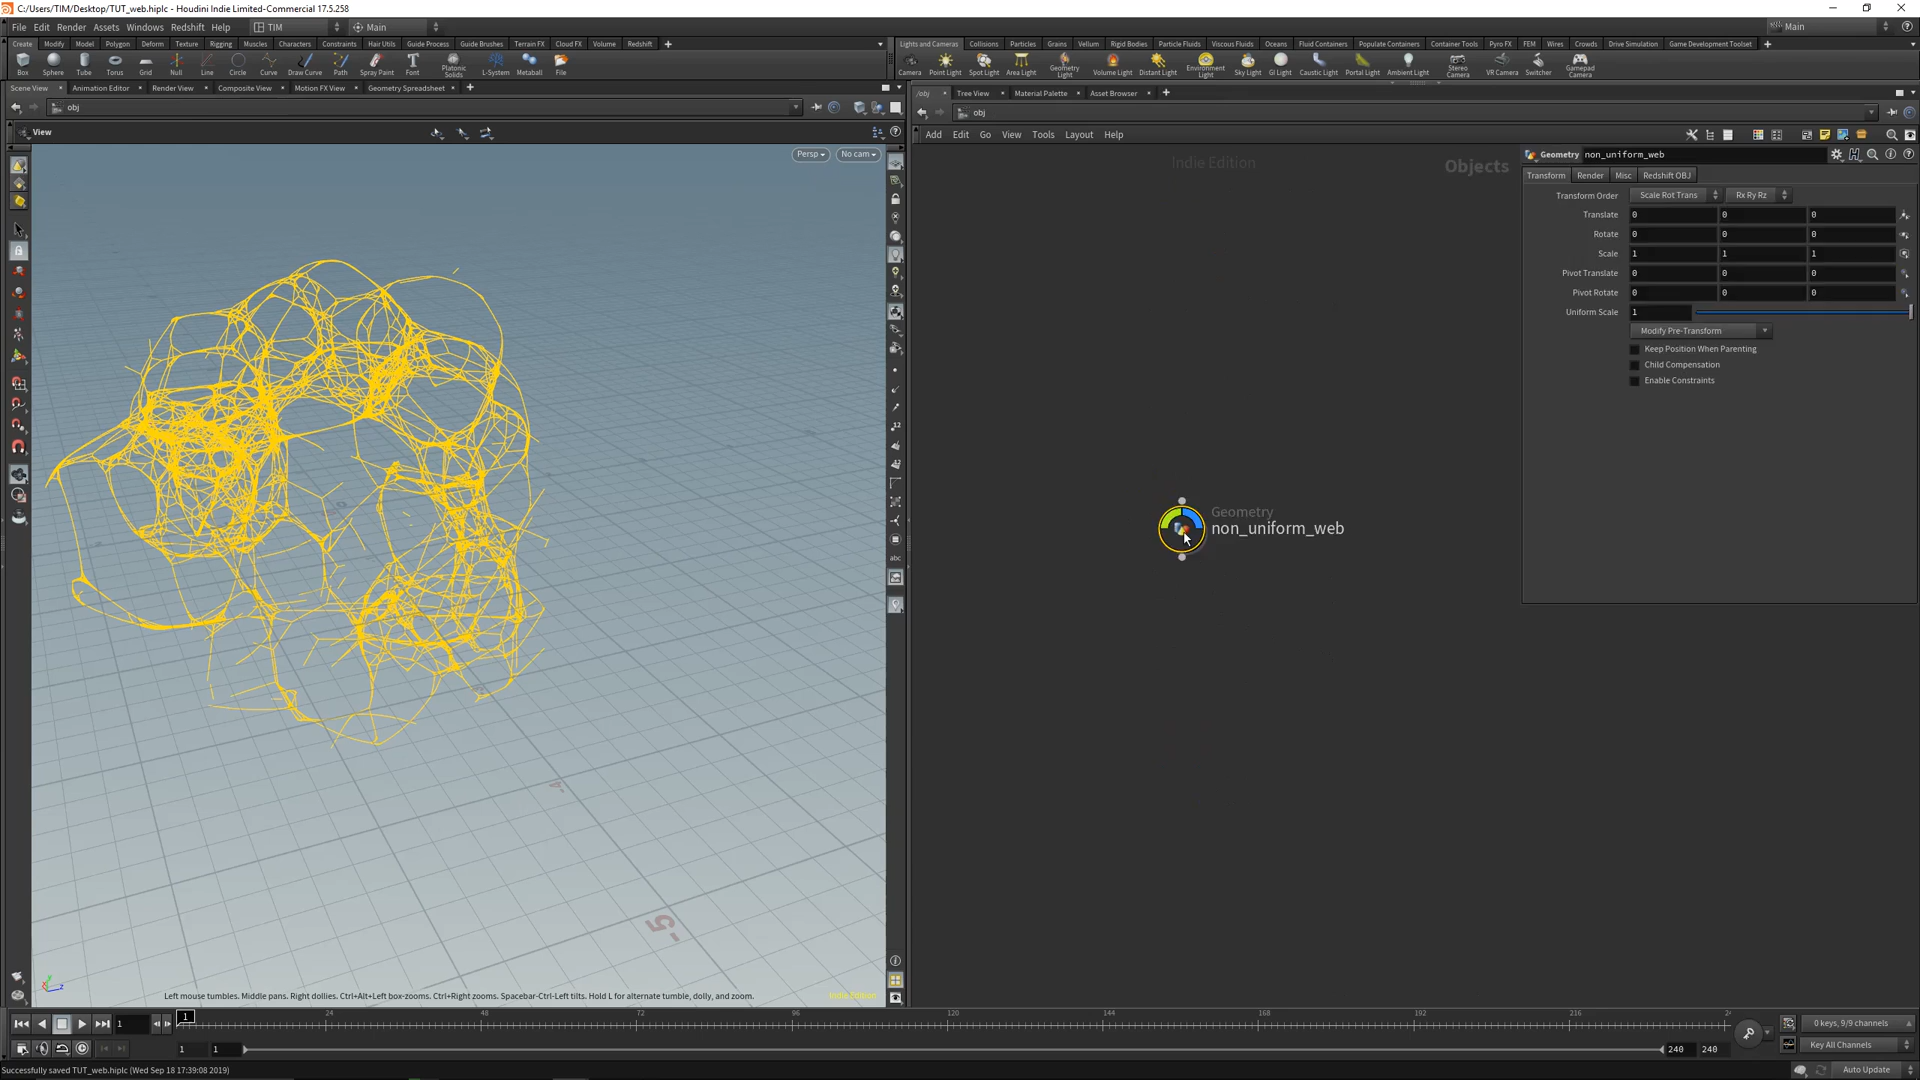 C:/Users/TIM/Desktop/TUT_web.hiplc - Houdini Indie Limited-Commercial 17.5.258
File Edit Render Assets Windows Redshift Help TIM Main Main
Create Modify Model Polygon Deform Texture Rigging Muscles Characters Constraints Hair Utils Guide Process Guide Brushes Terrain FX Cloud FX Volume Redshift
Box Sphere Tube Torus Grid Null Line Circle Curve Draw Curve Path Spray Paint Font Platonic Solids L-System Metaball File
Lights and Cameras Collisions Particles Grains Vellum Rigid Bodies Particle Fluids Viscous Fluids Oceans Fluid Containers Populate Containers Container Tools Pyro FX FEM Wires Crowds Drive Simulation Game Development Toolset
Camera Point Light Spot Light Area Light Geometry Light Volume Light Distant Light Environment Light Sky Light GI Light Caustic Light Portal Light Ambient Light Stereo Camera VR Camera Switcher Gamepad Camera
Scene View Animation Editor Render View Composite View Motion FX View Geometry Spreadsheet
obj
View
Persp No cam
/obj Tree View Material Palette Asset Browser
obj
Add Edit Go View Tools Layout Help
Indie Edition
Objects
Geometry
non_uniform_web
Geometry non_uniform_web
Transform Render Misc Redshift OBJ
Transform Order Scale Rot Trans Rx Ry Rz
Translate 0 0 0
Rotate 0 0 0
Scale 1 1 1
Pivot Translate 0 0 0
Pivot Rotate 0 0 0
Uniform Scale 1
Modify Pre-Transform
Keep Position When Parenting
Child Compensation
Enable Constraints
12
abc
-4
-5
Left mouse tumbles. Middle pans. Right dollies. Ctrl+Alt+Left box-zooms. Ctrl+Right zooms. Spacebar-Ctrl-Left tilts. Hold L for alternate tumble, dolly, and zoom.
Indie Edition
1 1 24 48 72 96 120 144 168 192 216
0 keys, 9/9 channels
1 1 240 240
Key All Channels
Successfully saved TUT_web.hiplc (Wed Sep 18 17:39:08 2019)
Auto Update